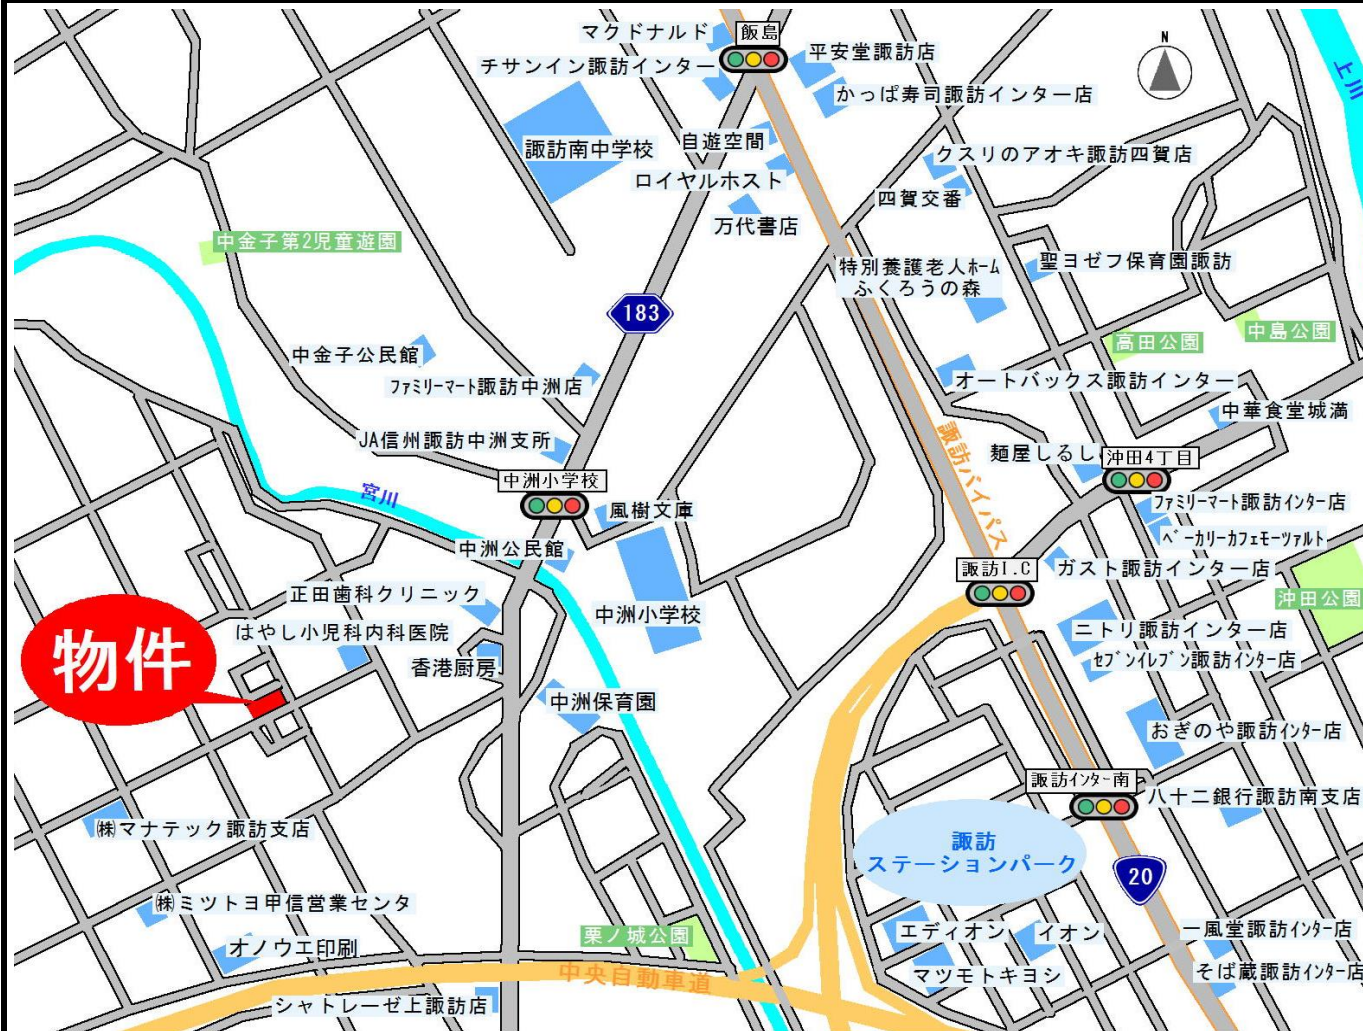 マクドナルド
飯島
平安堂諏訪店
N
上川
チサンイン諏訪インター
かっぱ寿司諏訪インター店
諏訪南中学校
自遊空間
クスリのアオキ諏訪四賀店
ロイヤルホスト
四賀交番
万代書店
中金子第2児童遊園
特別養護老人ホーム
ふくろうの森
聖ヨゼフ保育園諏訪
183
中島公園
高田公園
中金子公民館
ファミリーマート諏訪中洲店
オートバックス諏訪インター
中華食堂城満
JA信州諏訪中洲支所
諏訪バイパス
麺屋しるし
沖田4丁目
中洲小学校
宮川
風樹文庫
ファミリーマート諏訪インター店
ベーカリーカフェモーツァルト
中洲公民館
諏訪I.C
ガスト諏訪インター店
正田歯科クリニック
中洲小学校
沖田公園
はやし小児科内科医院
ニトリ諏訪インター店
物件
香港厨房
セブンイレブン諏訪インター店
中洲保育園
おぎのや諏訪インター店
諏訪インター南
八十二銀行諏訪南支店
㈱マナテック諏訪支店
諏訪
ステーションパーク
20
㈱ミツトヨ甲信営業センタ
栗ノ城公園
エディオン
イオン
一風堂諏訪インター店
オノウエ印刷
中央自動車道
マツモトキヨシ
そば蔵諏訪インター店
シャトレーゼ上諏訪店